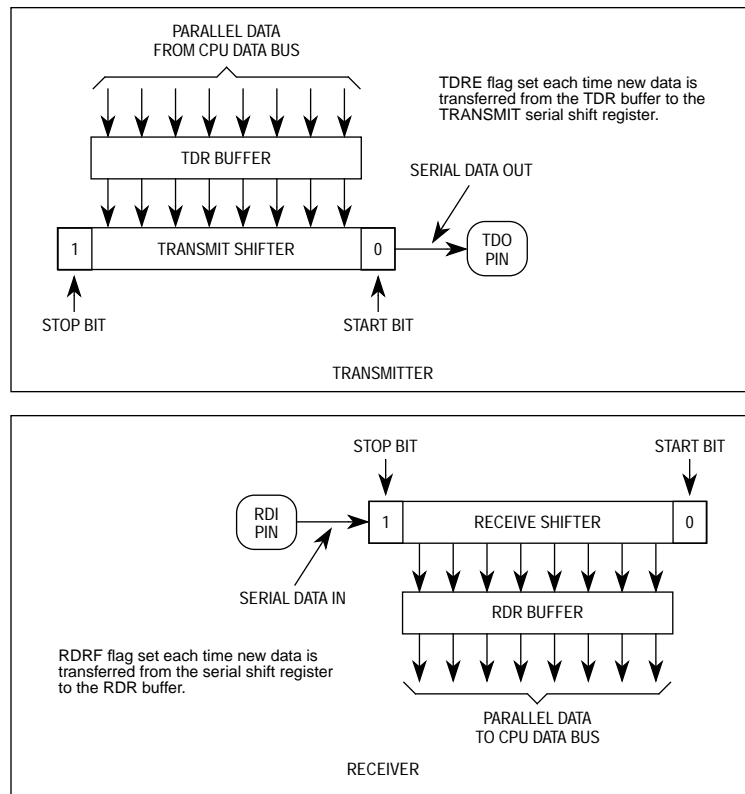 PARALLEL DATA
FROM CPU DATA BUS
TDRE flag set each time new data is
transferred from the TDR buffer to the
TRANSMIT serial shift register.
TDR BUFFER
SERIAL DATA OUT
1
TRANSMIT SHIFTER
0
TDO
PIN
STOP BIT
START BIT
TRANSMITTER
STOP BIT
START BIT
RDI
PIN
1
RECEIVE SHIFTER
0
SERIAL DATA IN
RDR BUFFER
RDRF flag set each time new data is
transferred from the serial shift register
to the RDR buffer.
PARALLEL DATA
TO CPU DATA BUS
RECEIVER